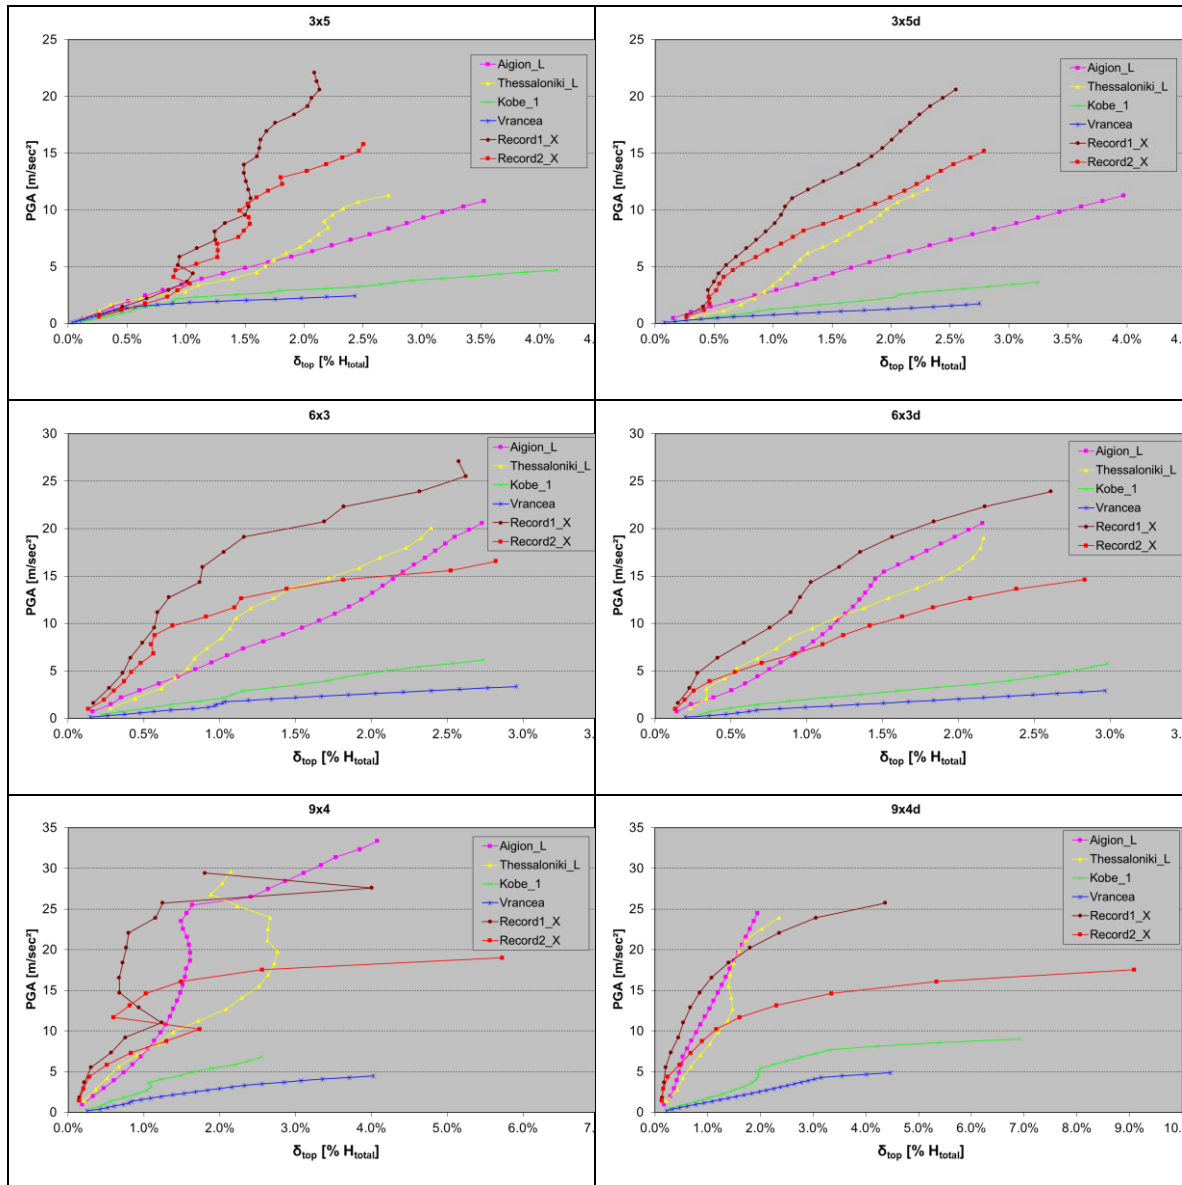 3x5
25
20
15
10
5
0
PGA [m/sec²]
0.0% 0.5% 1.0% 1.5% 2.0% 2.5% 3.0% 3.5% 4.0% 4.
δtop [% Htotal]
Aigion_L
Thessaloniki_L
Kobe_1
Vrancea
Record1_X
Record2_X
3x5d
25
20
15
10
5
0
PGA [m/sec²]
0.0% 0.5% 1.0% 1.5% 2.0% 2.5% 3.0% 3.5% 4.0% 4.
δtop [% Htotal]
Aigion_L
Thessaloniki_L
Kobe_1
Vrancea
Record1_X
Record2_X
6x3
30
25
20
15
10
5
0
PGA [m/sec²]
0.0% 0.5% 1.0% 1.5% 2.0% 2.5% 3.0% 3.
δtop [% Htotal]
Aigion_L
Thessaloniki_L
Kobe_1
Vrancea
Record1_X
Record2_X
6x3d
30
25
20
15
10
5
0
PGA [m/sec²]
0.0% 0.5% 1.0% 1.5% 2.0% 2.5% 3.0% 3.5
δtop [% Htotal]
Aigion_L
Thessaloniki_L
Kobe_1
Vrancea
Record1_X
Record2_X
9x4
35
30
25
20
15
10
5
0
PGA [m/sec²]
0.0% 1.0% 2.0% 3.0% 4.0% 5.0% 6.0% 7.
δtop [% Htotal]
Aigion_L
Thessaloniki_L
Kobe_1
Vrancea
Record1_X
Record2_X
9x4d
35
30
25
20
15
10
5
0
PGA [m/sec²]
0.0% 1.0% 2.0% 3.0% 4.0% 5.0% 6.0% 7.0% 8.0% 9.0% 10.
δtop [% Htotal]
Aigion_L
Thessaloniki_L
Kobe_1
Vrancea
Record1_X
Record2_X